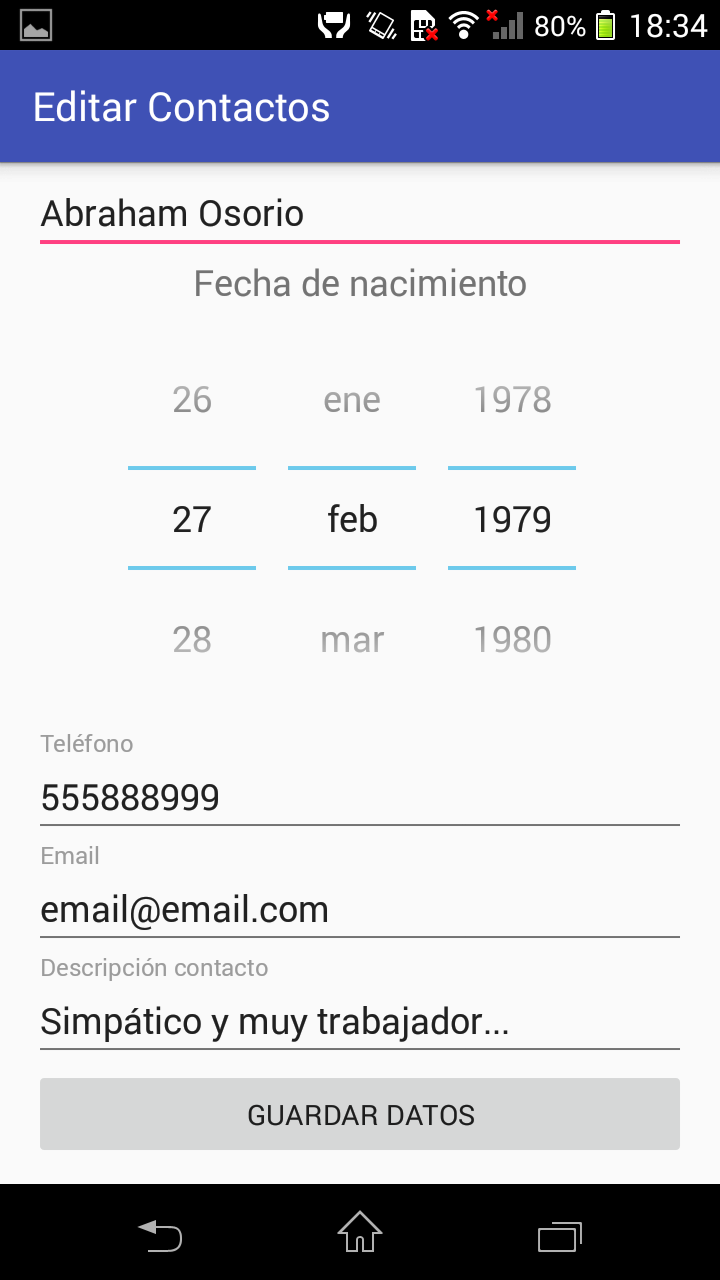 80% 18:34
Editar Contactos
Abraham Osorio
Fecha de nacimiento
26 ene 1978
27 feb 1979
28 mar 1980
Teléfono
555888999
Email
email@email.com
Descripción contacto
Simpático y muy trabajador...
GUARDAR DATOS